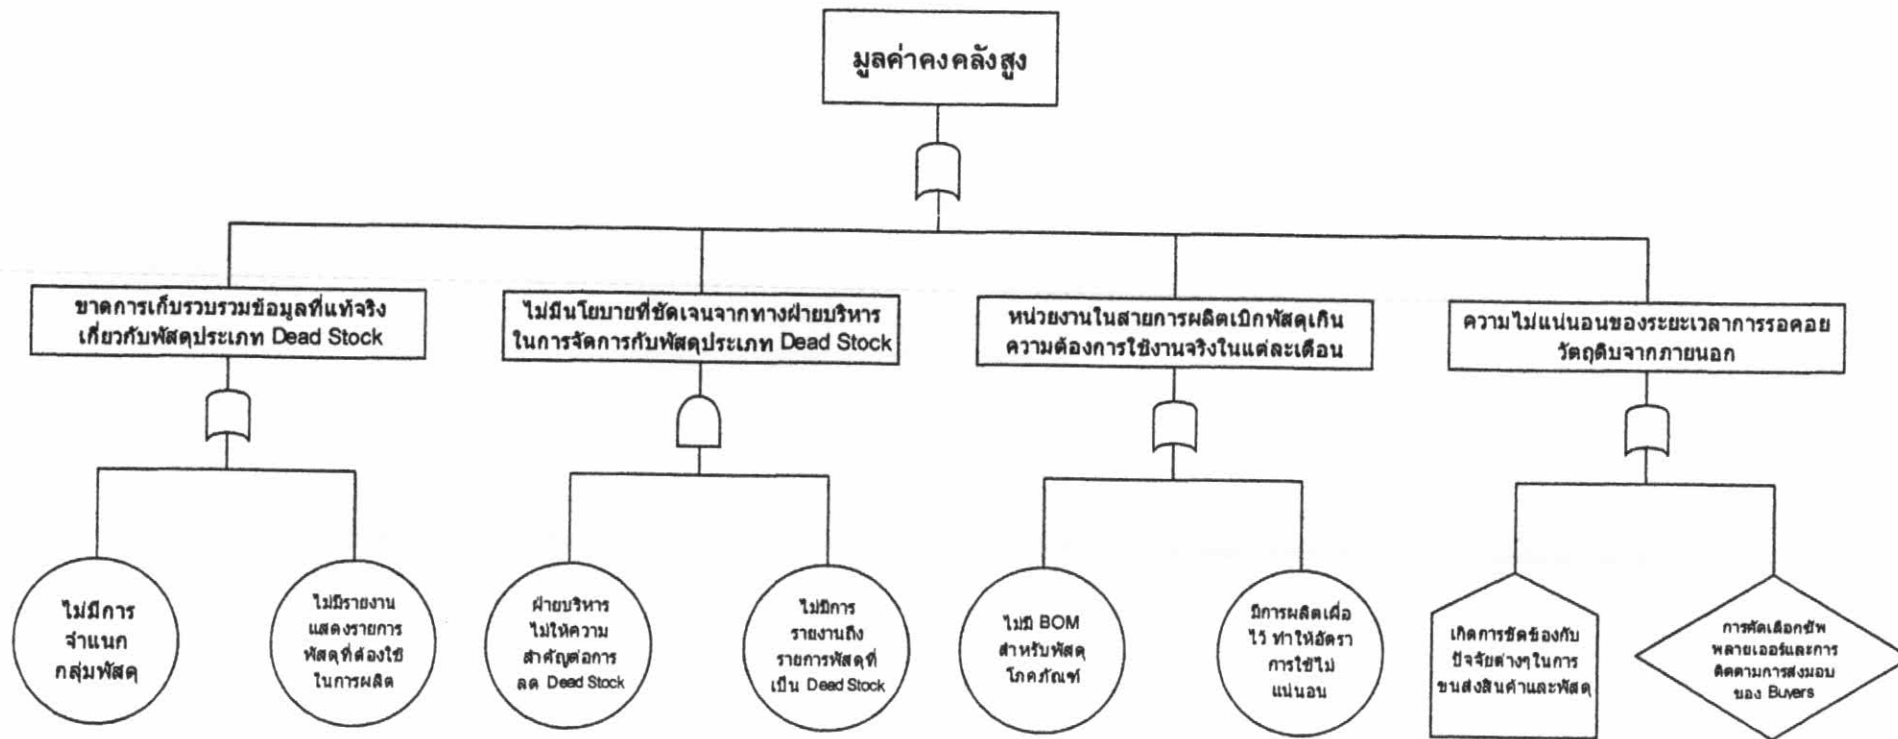 มูลค่าคงคลังสูง
ขาดการเก็บรวบรวมข้อมูลที่แท้จริง
เกี่ยวกับพัสดุประเภท Dead Stock
ไม่มีนโยบายที่ชัดเจนจากทางฝ่ายบริหาร
ในการจัดการกับพัสดุประเภท Dead Stock
หน่วยงานในสายการผลิตเบิกพัสดุเกิน
ความต้องการใช้งานจริงในแต่ละเดือน
ความไม่แน่นอนของระยะเวลาการรอคอย
วัตถุดิบจากภายนอก
ไม่มีการ
จำแนก
กลุ่มพัสดุ
ไม่มีรายงาน
แสดงรายการ
พัสดุที่ต้องใช้
ในการผลิต
ฝ่ายบริหาร
ไม่ให้ความ
สำคัญต่อการ
ลด Dead Stock
ไม่มีการ
รายงานถึง
รายการพัสดุที่
เป็น Dead Stock
ไม่มี BOM
สำหรับพัสดุ
โภคภัณฑ์
มีการผลิตเผื่อ
ไว้ ทำให้อัตรา
การใช้ไม่
แน่นอน
เกิดการขัดข้องกับ
ปัจจัยต่างๆในการ
ขนส่งสินค้าและพัสดุ
การคัดเลือกซัพ
พลายเออร์และการ
ติดตามการส่งมอบ
ของ Buyers